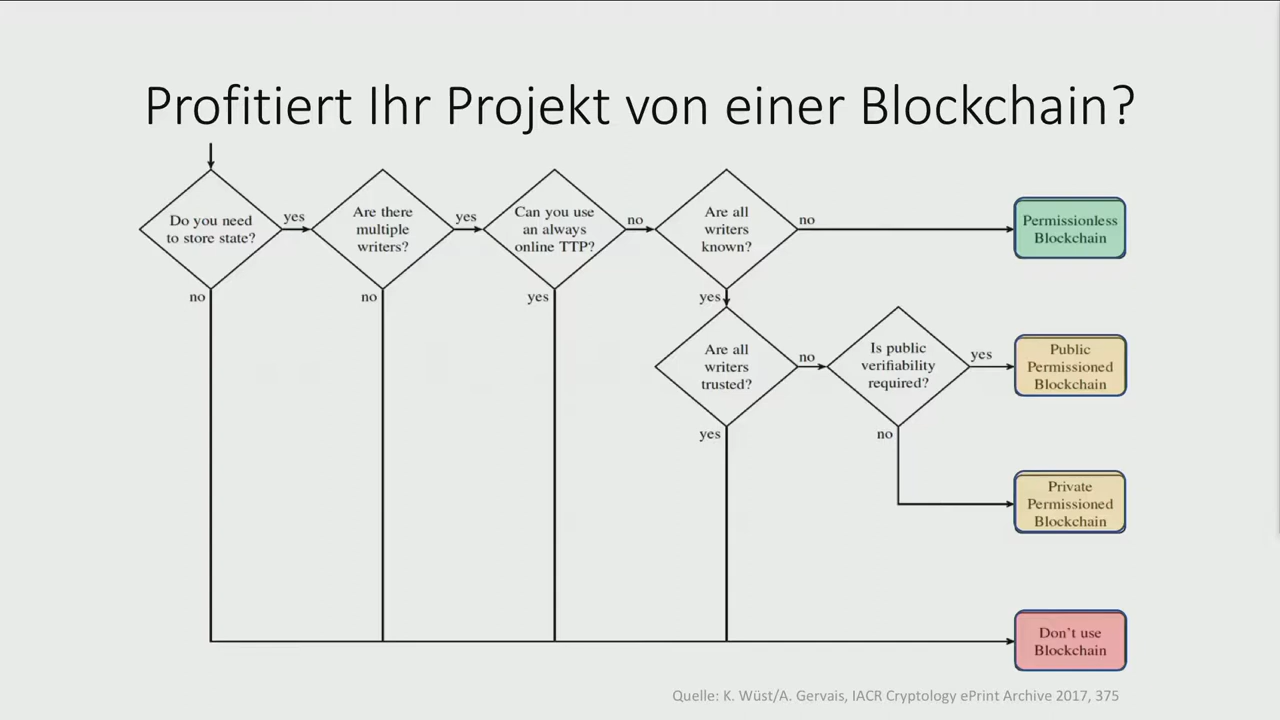 Profitiert Ihr Projekt von einer Blockchain?
Do you need
to store state?
yes
no
Are there
multiple
writers?
yes
no
Can you use
an always
online TTP?
no
yes
Are all
writers
known?
no
yes
Permissionless
Blockchain
Are all
writers
trusted?
no
yes
Is public
verifiability
required?
yes
no
Public
Permissioned
Blockchain
Private
Permissioned
Blockchain
Don't use
Blockchain
Quelle: K. Wüst/A. Gervais, IACR Cryptology ePrint Archive 2017, 375